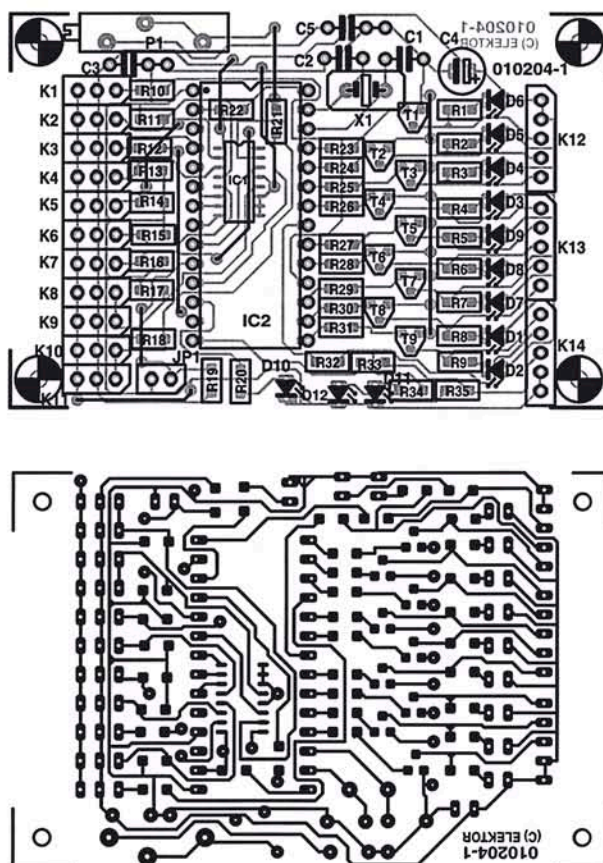 010204-1
(C) ELEKTOR
P1
C5
C1
C4
C3
C2
010204-1
K1
R10
R22
R21
X1
T1
R1
D6
K2
R11
R2
D5
K12
K3
R12
R23
T2
R3
D4
K4
R13
IC1
R24
T3
K5
R14
R25
R26
T4
R4
D3
K6
R15
T5
R5
D9
K13
K7
R16
R27
R28
T6
R6
D8
K8
R17
R29
T7
R7
D7
K9
IC2
R30
T8
R8
D1
K10
R18
R31
T9
K14
JP1
R32
R33
R9
D2
R19
R20
D10
D12
R34
R35
010204-1
(C) ELEKTOR